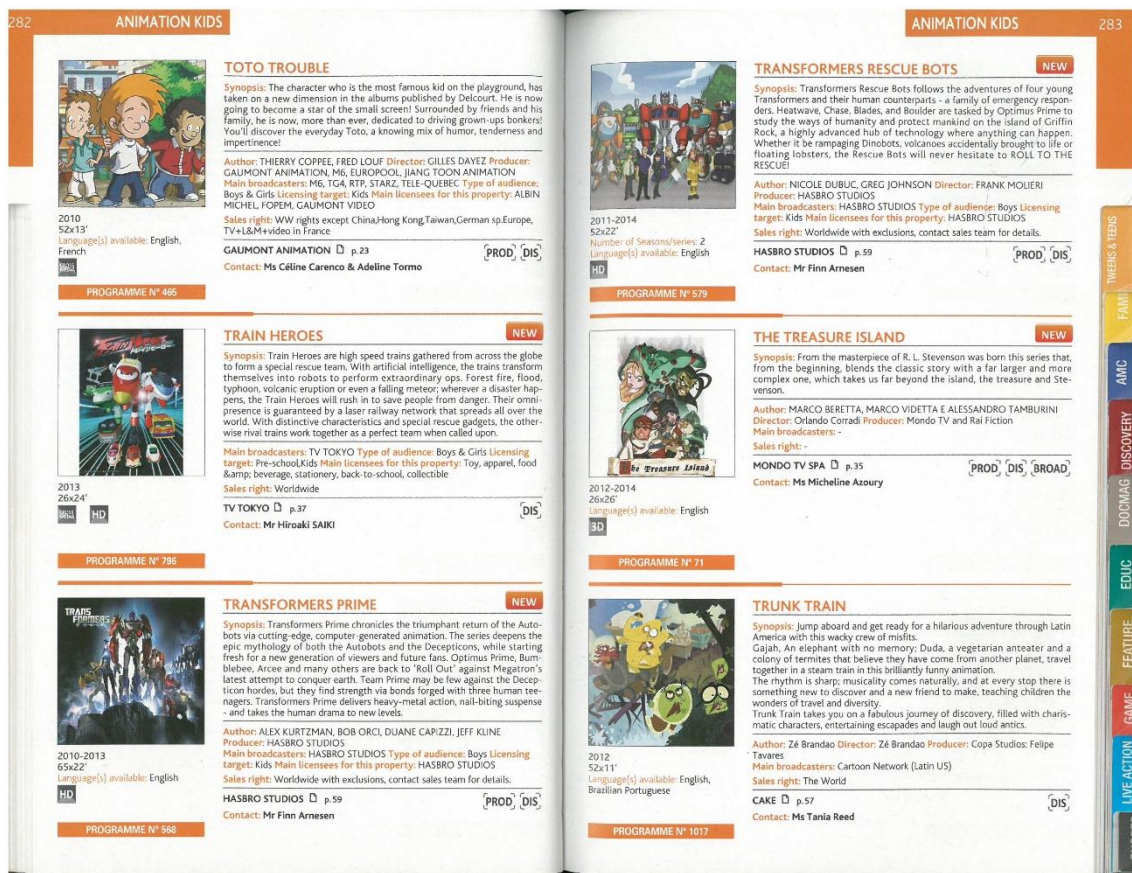 282 ANIMATION KIDS
TOTO TROUBLE
Synopsis: The character who is the most famous kid on the playground, has
taken on a new dimension in the albums published by Delcourt. He is now
going to become a star of the small screen! Surrounded by friends and his
family, he is now, more than ever, dedicated to driving grown-ups bonkers!
You'll discover the everyday Toto, a knowing mix of humor, tenderness and
impertinence!
Author: THIERRY COPPEE, FRED LOUF Director: GILLES DAYEZ Producer:
GAUMONT ANIMATION, M6, EUROPOOL, JIANG TOON ANIMATION
Main broadcasters: M6, TG4, RTP, STARZ, TELE-QUEBEC Type of audience:
Boys & Girls Licensing target: Kids Main licensees for this property: ALBIN
MICHEL, FOPEM, GAUMONT VIDEO
Sales right: WW rights except China,Hong Kong,Taiwan,German sp.Europe,
TV+L&M+video in France
GAUMONT ANIMATION p.23 [PROD] [DIS]
Contact: Ms Céline Carenco & Adeline Tormo
2010
52x13'
Language(s) available: English,
French
PROGRAMME N° 465
TRAIN HEROES NEW
Synopsis: Train Heroes are high speed trains gathered from across the globe
to form a special rescue team. With artificial intelligence, the trains transform
themselves into robots to perform extraordinary ops. Forest fire, flood,
typhoon, volcanic eruption or even a falling meteor; wherever a disaster hap-
pens, the Train Heroes will rush in to save people from danger. Their omni-
presence is guaranteed by a laser railway network that spreads all over the
world. With distinctive characteristics and special rescue gadgets, the other-
wise rival trains work together as a perfect team when called upon.
Main broadcasters: TV TOKYO Type of audience: Boys & Girls Licensing
target: Pre-school,Kids Main licensees for this property: Toy, apparel, food
&amp; beverage, stationery, back-to-school, collectible
Sales right: Worldwide
TV TOKYO p.37 [DIS]
Contact: Mr Hiroaki SAIKI
2013
26x24'
HD
PROGRAMME N° 796
TRANSFORMERS PRIME NEW
TRANSFORMERS
Synopsis: Transformers Prime chronicles the triumphant return of the Auto-
bots via cutting-edge, computer-generated animation. The series deepens the
epic mythology of both the Autobots and the Decepticons, while starting
fresh for a new generation of viewers and future fans. Optimus Prime, Bum-
blebee, Arcee and many others are back to 'Roll Out' against Megatron's
latest attempt to conquer earth. Team Prime may be few against the Decep-
ticon hordes, but they find strength via bonds forged with three human tee-
nagers. Transformers Prime delivers heavy-metal action, nail-biting suspense
- and takes the human drama to new levels.
Author: ALEX KURTZMAN, BOB ORCI, DUANE CAPIZZI, JEFF KLINE
Producer: HASBRO STUDIOS
Main broadcasters: HASBRO STUDIOS Type of audience: Boys Licensing
target: Kids Main licensees for this property: HASBRO STUDIOS
Sales right: Worldwide with exclusions, contact sales team for details.
HASBRO STUDIOS p.59 [PROD] [DIS]
Contact: Mr Finn Arnesen
2010-2013
65x22'
Language(s) available: English
HD
PROGRAMME N° 568
ANIMATION KIDS 283
TRANSFORMERS RESCUE BOTS NEW
Synopsis: Transformers Rescue Bots follows the adventures of four young
Transformers and their human counterparts - a family of emergency respon-
ders. Heatwave, Chase, Blades, and Boulder are tasked by Optimus Prime to
study the ways of humanity and protect mankind on the island of Griffin
Rock, a highly advanced hub of technology where anything can happen.
Whether it be rampaging Dinobots, volcanoes accidentally brought to life or
floating lobsters, the Rescue Bots will never hesitate to ROLL TO THE
RESCUE!
Author: NICOLE DUBUC, GREG JOHNSON Director: FRANK MOLIERI
Producer: HASBRO STUDIOS
Main broadcasters: HASBRO STUDIOS Type of audience: Boys Licensing
target: Kids Main licensees for this property: HASBRO STUDIOS
Sales right: Worldwide with exclusions, contact sales team for details.
HASBRO STUDIOS p.59 [PROD] [DIS]
Contact: Mr Finn Arnesen
2011-2014
52x22'
Number of Seasons/series: 2
Language(s) available: English
HD
PROGRAMME N° 579
THE TREASURE ISLAND NEW
The Treasure Island
Synopsis: From the masterpiece of R. L. Stevenson was born this series that,
from the beginning, blends the classic story with a far larger and more
complex one, which takes us far beyond the island, the treasure and Ste-
venson.
Author: MARCO BERETTA, MARCO VIDETTA E ALESSANDRO TAMBURINI
Director: Orlando Corradi Producer: Mondo TV and Rai Fiction
Main broadcasters: -
Sales right: -
MONDO TV SPA p.35 [PROD] [DIS] [BROAD]
Contact: Ms Micheline Azoury
2012-2014
26x26'
Language(s) available: English
3D
PROGRAMME N° 71
TRUNK TRAIN
Synopsis: Jump aboard and get ready for a hilarious adventure through Latin
America with this wacky crew of misfits.
Gajah, An elephant with no memory; Duda, a vegetarian anteater and a
colony of termites that believe they have come from another planet, travel
together in a steam train in this brilliantly funny animation.
The rhythm is sharp; musicality comes naturally, and at every stop there is
something new to discover and a new friend to make, teaching children the
wonders of travel and diversity.
Trunk Train takes you on a fabulous journey of discovery, filled with charis-
matic characters, entertaining escapades and laugh out loud antics.
Author: Zé Brandao Director: Zé Brandao Producer: Copa Studios: Felipe
Tavares
Main broadcasters: Cartoon Network (Latin US)
Sales right: The World
CAKE p.57 [DIS]
Contact: Ms Tania Reed
2012
52x11'
Language(s) available: English,
Brazilian Portuguese
PROGRAMME N° 1017
TWEENS & TEENS
FAMI
AMC
DISCOVERY
DOCMAG
EDUC
FEATURE
GAME
LIVE ACTION